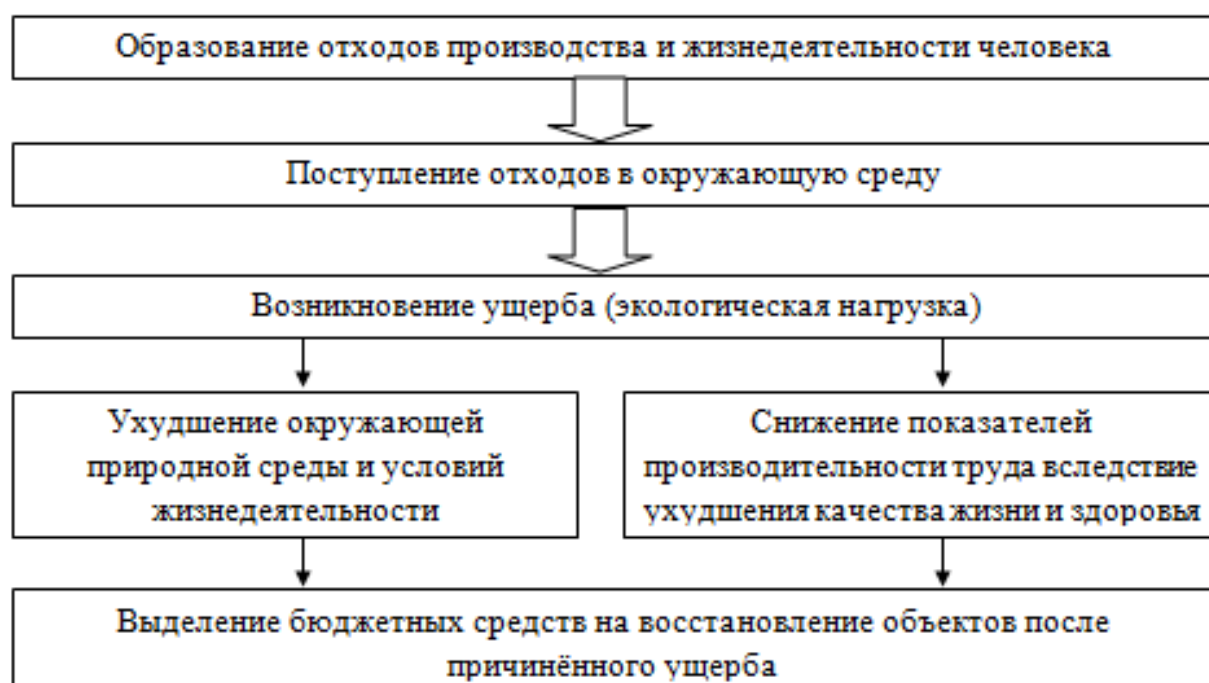 Образование отходов производства и жизнедеятельности человека
Поступление отходов в окружающую среду
Возникновение ущерба (экологическая нагрузка)
Ухудшение окружающей
природной среды и условий
жизнедеятельности
Снижение показателей
производительности труда вследствие
ухудшения качества жизни и здоровья
Выделение бюджетных средств на восстановление объектов после
причинённого ущерба